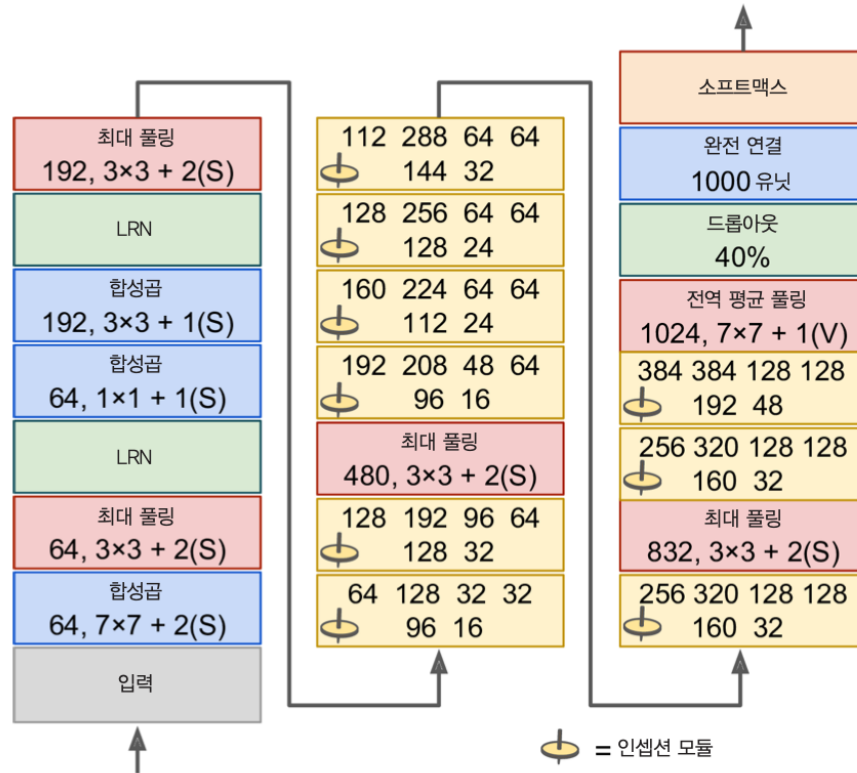 최대 풀링
192, 3×3 + 2(S)
LRN
합성곱
192, 3×3 + 1(S)
합성곱
64, 1×1 + 1(S)
LRN
최대 풀링
64, 3×3 + 2(S)
합성곱
64, 7×7 + 2(S)
입력
112 288 64 64
144 32
128 256 64 64
128 24
160 224 64 64
112 24
192 208 48 64
96 16
최대 풀링
480, 3×3 + 2(S)
128 192 96 64
128 32
64 128 32 32
96 16
소프트맥스
완전 연결
1000 유닛
드롭아웃
40%
전역 평균 풀링
1024, 7×7 + 1(V)
384 384 128 128
192 48
256 320 128 128
160 32
최대 풀링
832, 3×3 + 2(S)
256 320 128 128
160 32
= 인셉션 모듈